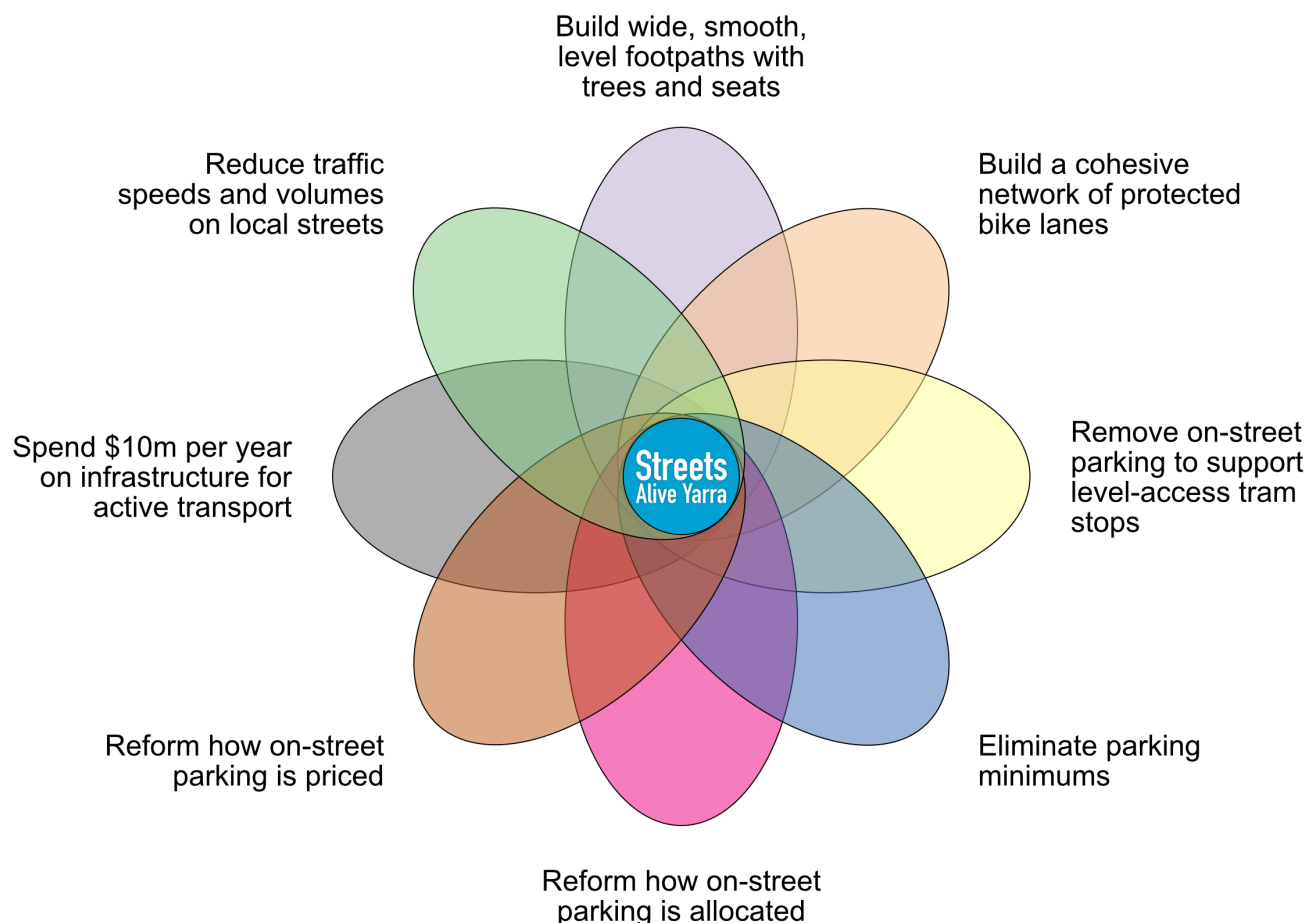 Build wide, smooth,
level footpaths with
trees and seats
Reduce traffic
speeds and volumes
on local streets
Build a cohesive
network of protected
bike lanes
Spend $10m per year
on infrastructure for
active transport
Streets
Alive Yarra
Remove on-street
parking to support
level-access tram
stops
Reform how on-street
parking is priced
Eliminate parking
minimums
Reform how on-street
parking is allocated